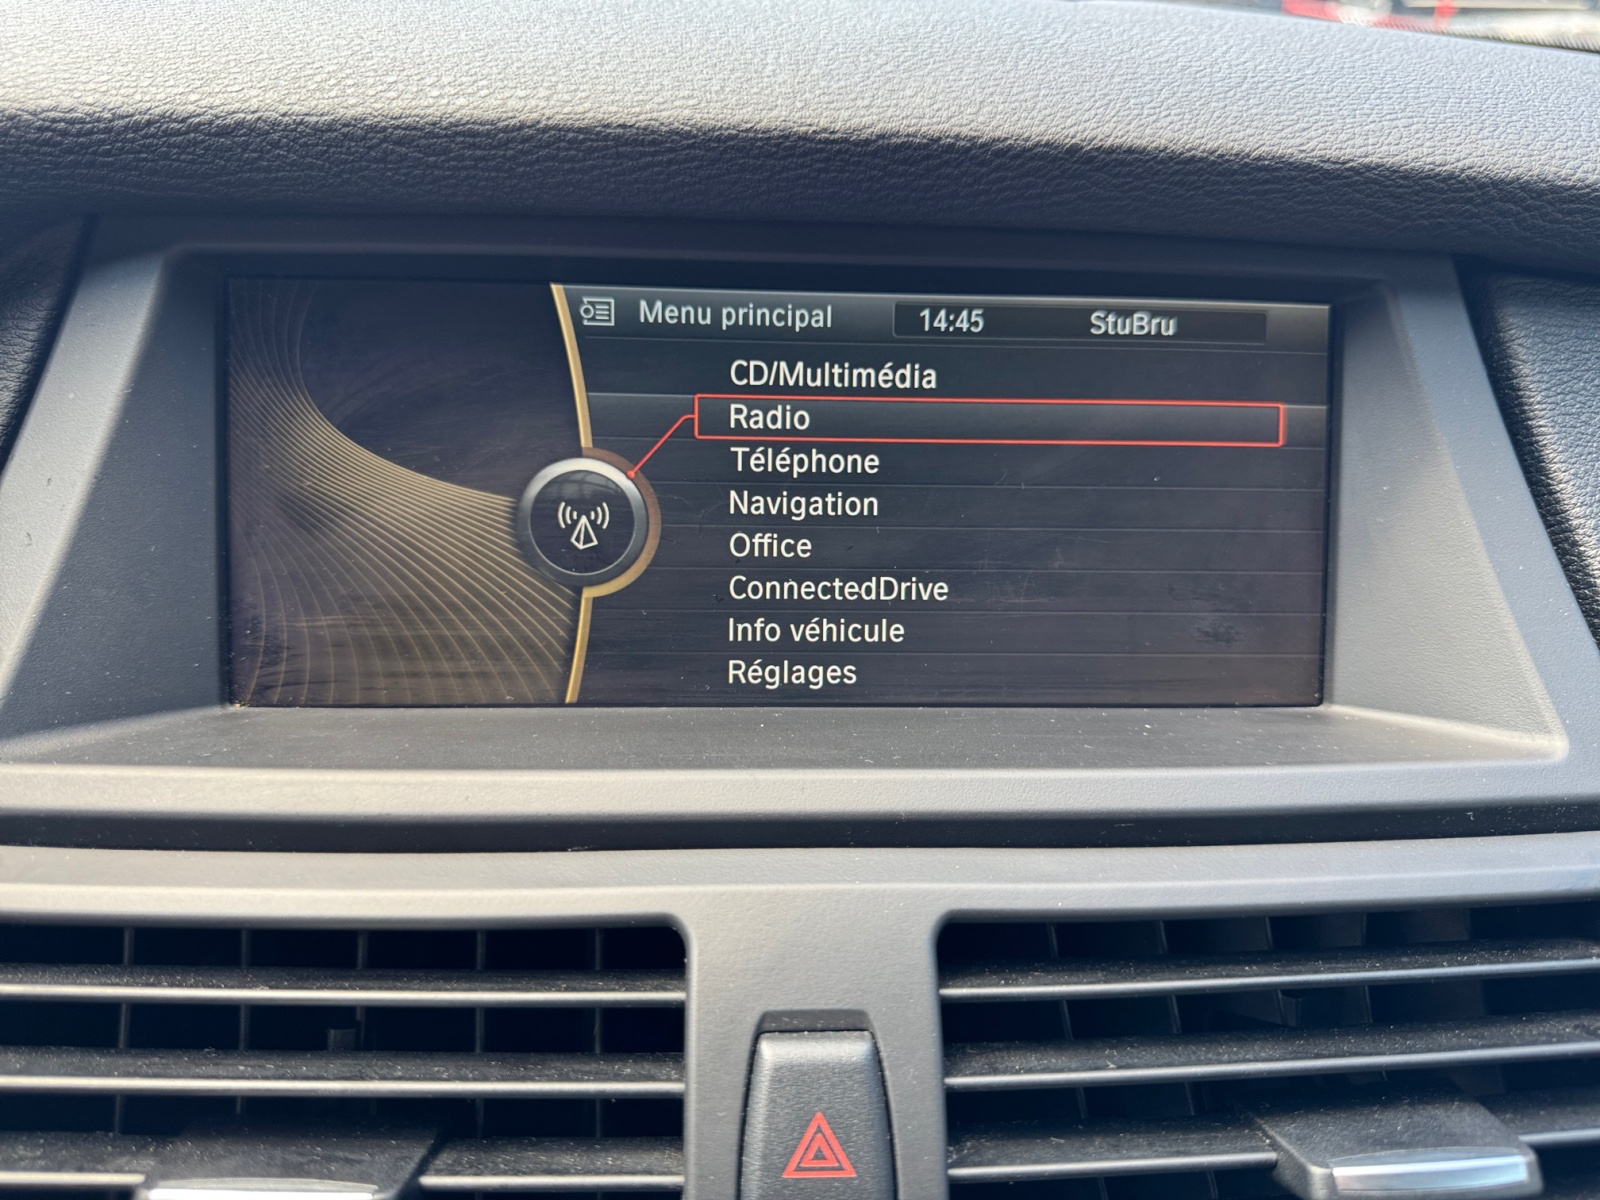 Menu principal 14:45 StuBru
CD/Multimédia
Radio
Téléphone
Navigation
Office
ConnectedDrive
Info véhicule
Réglages